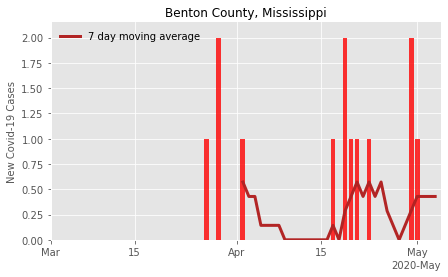 Benton County, Mississippi
7 day moving average
New Covid-19 Cases
2.00
1.75
1.50
1.25
1.00
0.75
0.50
0.25
0.00
Mar
15
Apr
15
May
2020-May